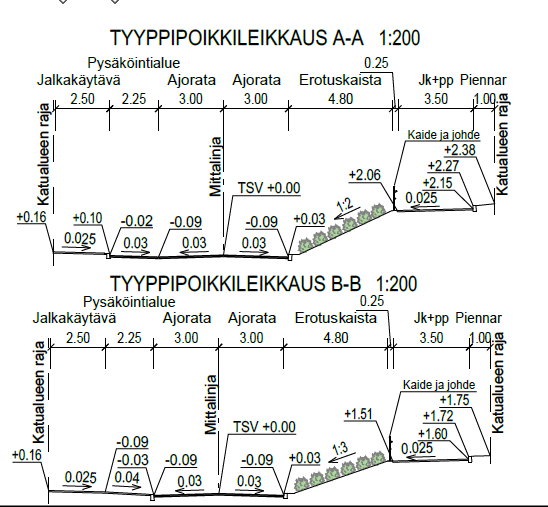 TYYPPIPOIKKILEIKKAUS A-A 1:200
Pysäköintialue
0.25
Jalkakäytävä Ajorata Ajorata Erotuskaista Jk+pp Piennar
2.50 2.25 3.00 3.00 4.80 3.50 1.00
Katualueen raja
Mittalinja
Kaide ja johde
Katualueen raja
+2.38
+2.27
+2.15
+2.06
0.025
1:2
TSV +0.00
+0.16 +0.10 -0.02 -0.09 -0.09 +0.03
0.025 0.03 0.03 0.03
TYYPPIPOIKKILEIKKAUS B-B 1:200
Pysäköintialue
0.25
Jalkakäytävä Ajorata Ajorata Erotuskaista Jk+pp Piennar
2.50 2.25 3.00 3.00 4.80 3.50 1.00
Katualueen raja
Mittalinja
Kaide ja johde
Katualueen raja
+1.75
+1.72
+1.60
+1.51
0.025
1:3
TSV +0.00
-0.09
+0.16 -0.03 -0.09 -0.09 +0.03
0.025 0.04 0.03 0.03